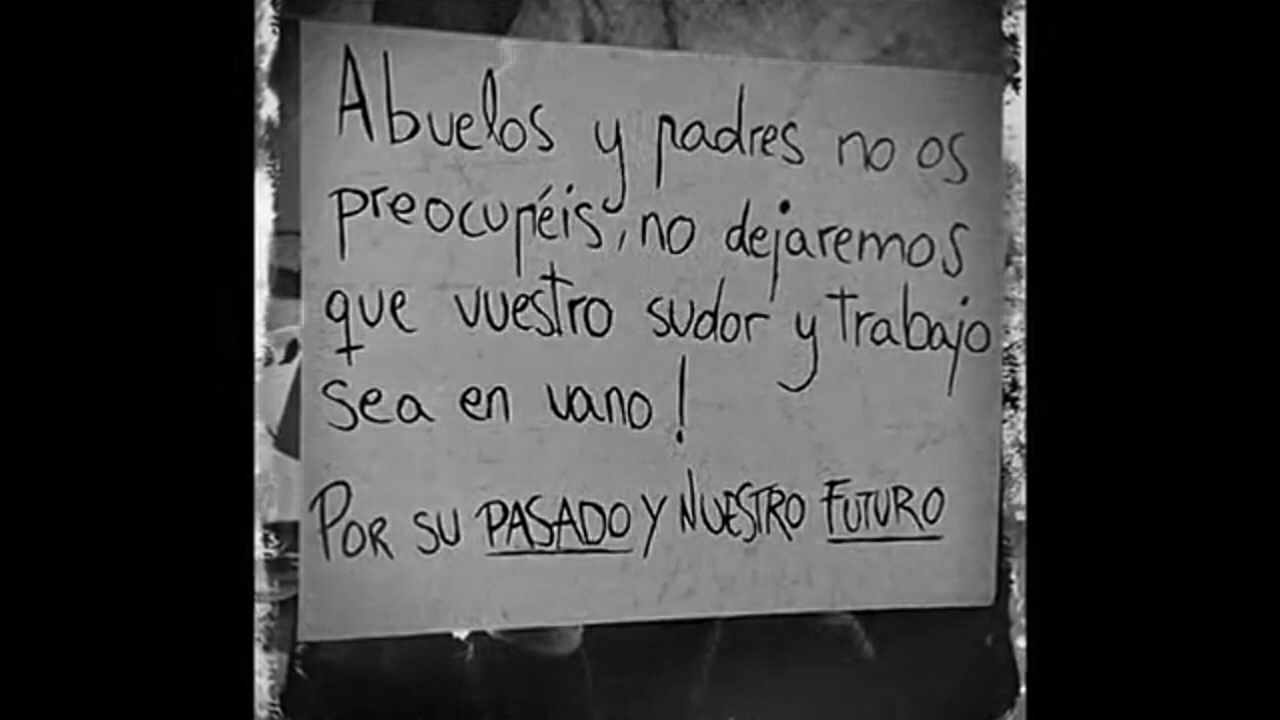 Abuelos y padres no os
preocupéis, no dejaremos
que vuestro sudor y trabajo
sea en vano!
POR SU PASADO Y NUESTRO FUTURO